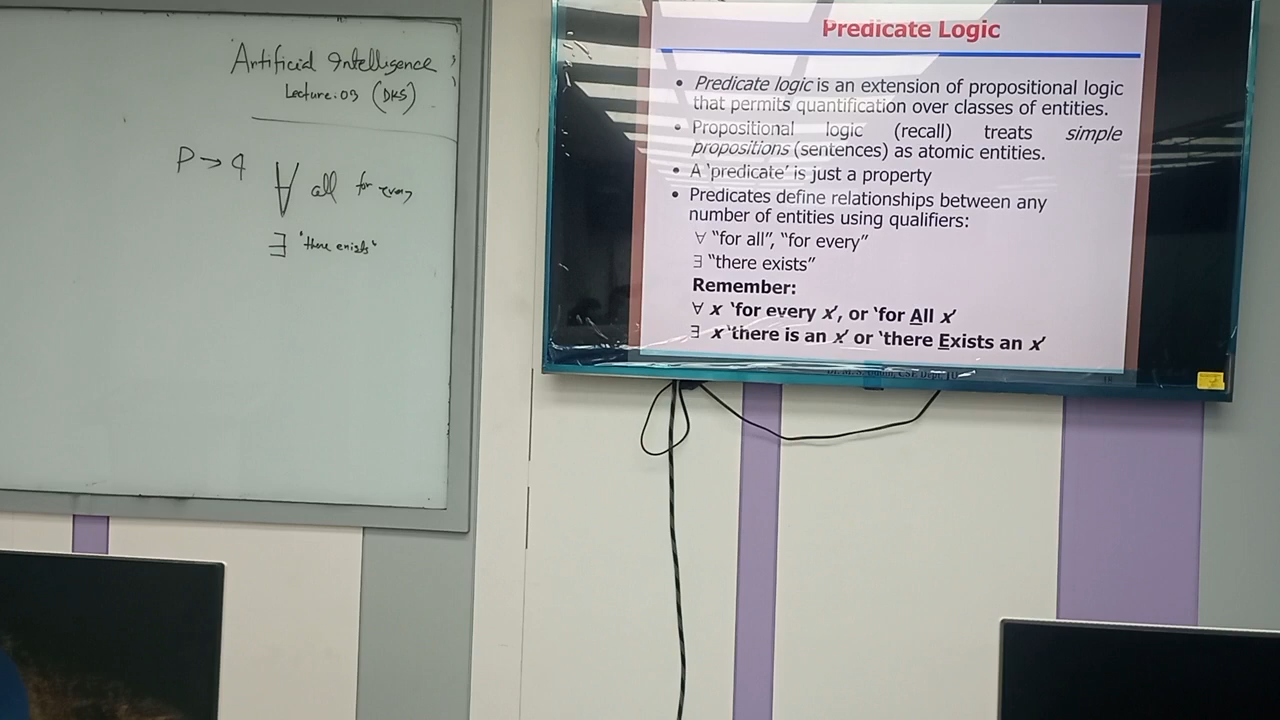 Artificial Intelligence
Lecture:03 (DKS)
P→q
∀ all for every
∃ "there exists"
Predicate Logic
• Predicate logic is an extension of propositional logic
that permits quantification over classes of entities.
• Propositional logic (recall) treats simple
propositions (sentences) as atomic entities.
• A 'predicate' is just a property
• Predicates define relationships between any
number of entities using qualifiers:
∀ "for all", "for every"
∃ "there exists"
Remember:
∀ x 'for every x', or 'for All x'
∃ x 'there is an x' or 'there Exists an x'
CSE Dept, IU